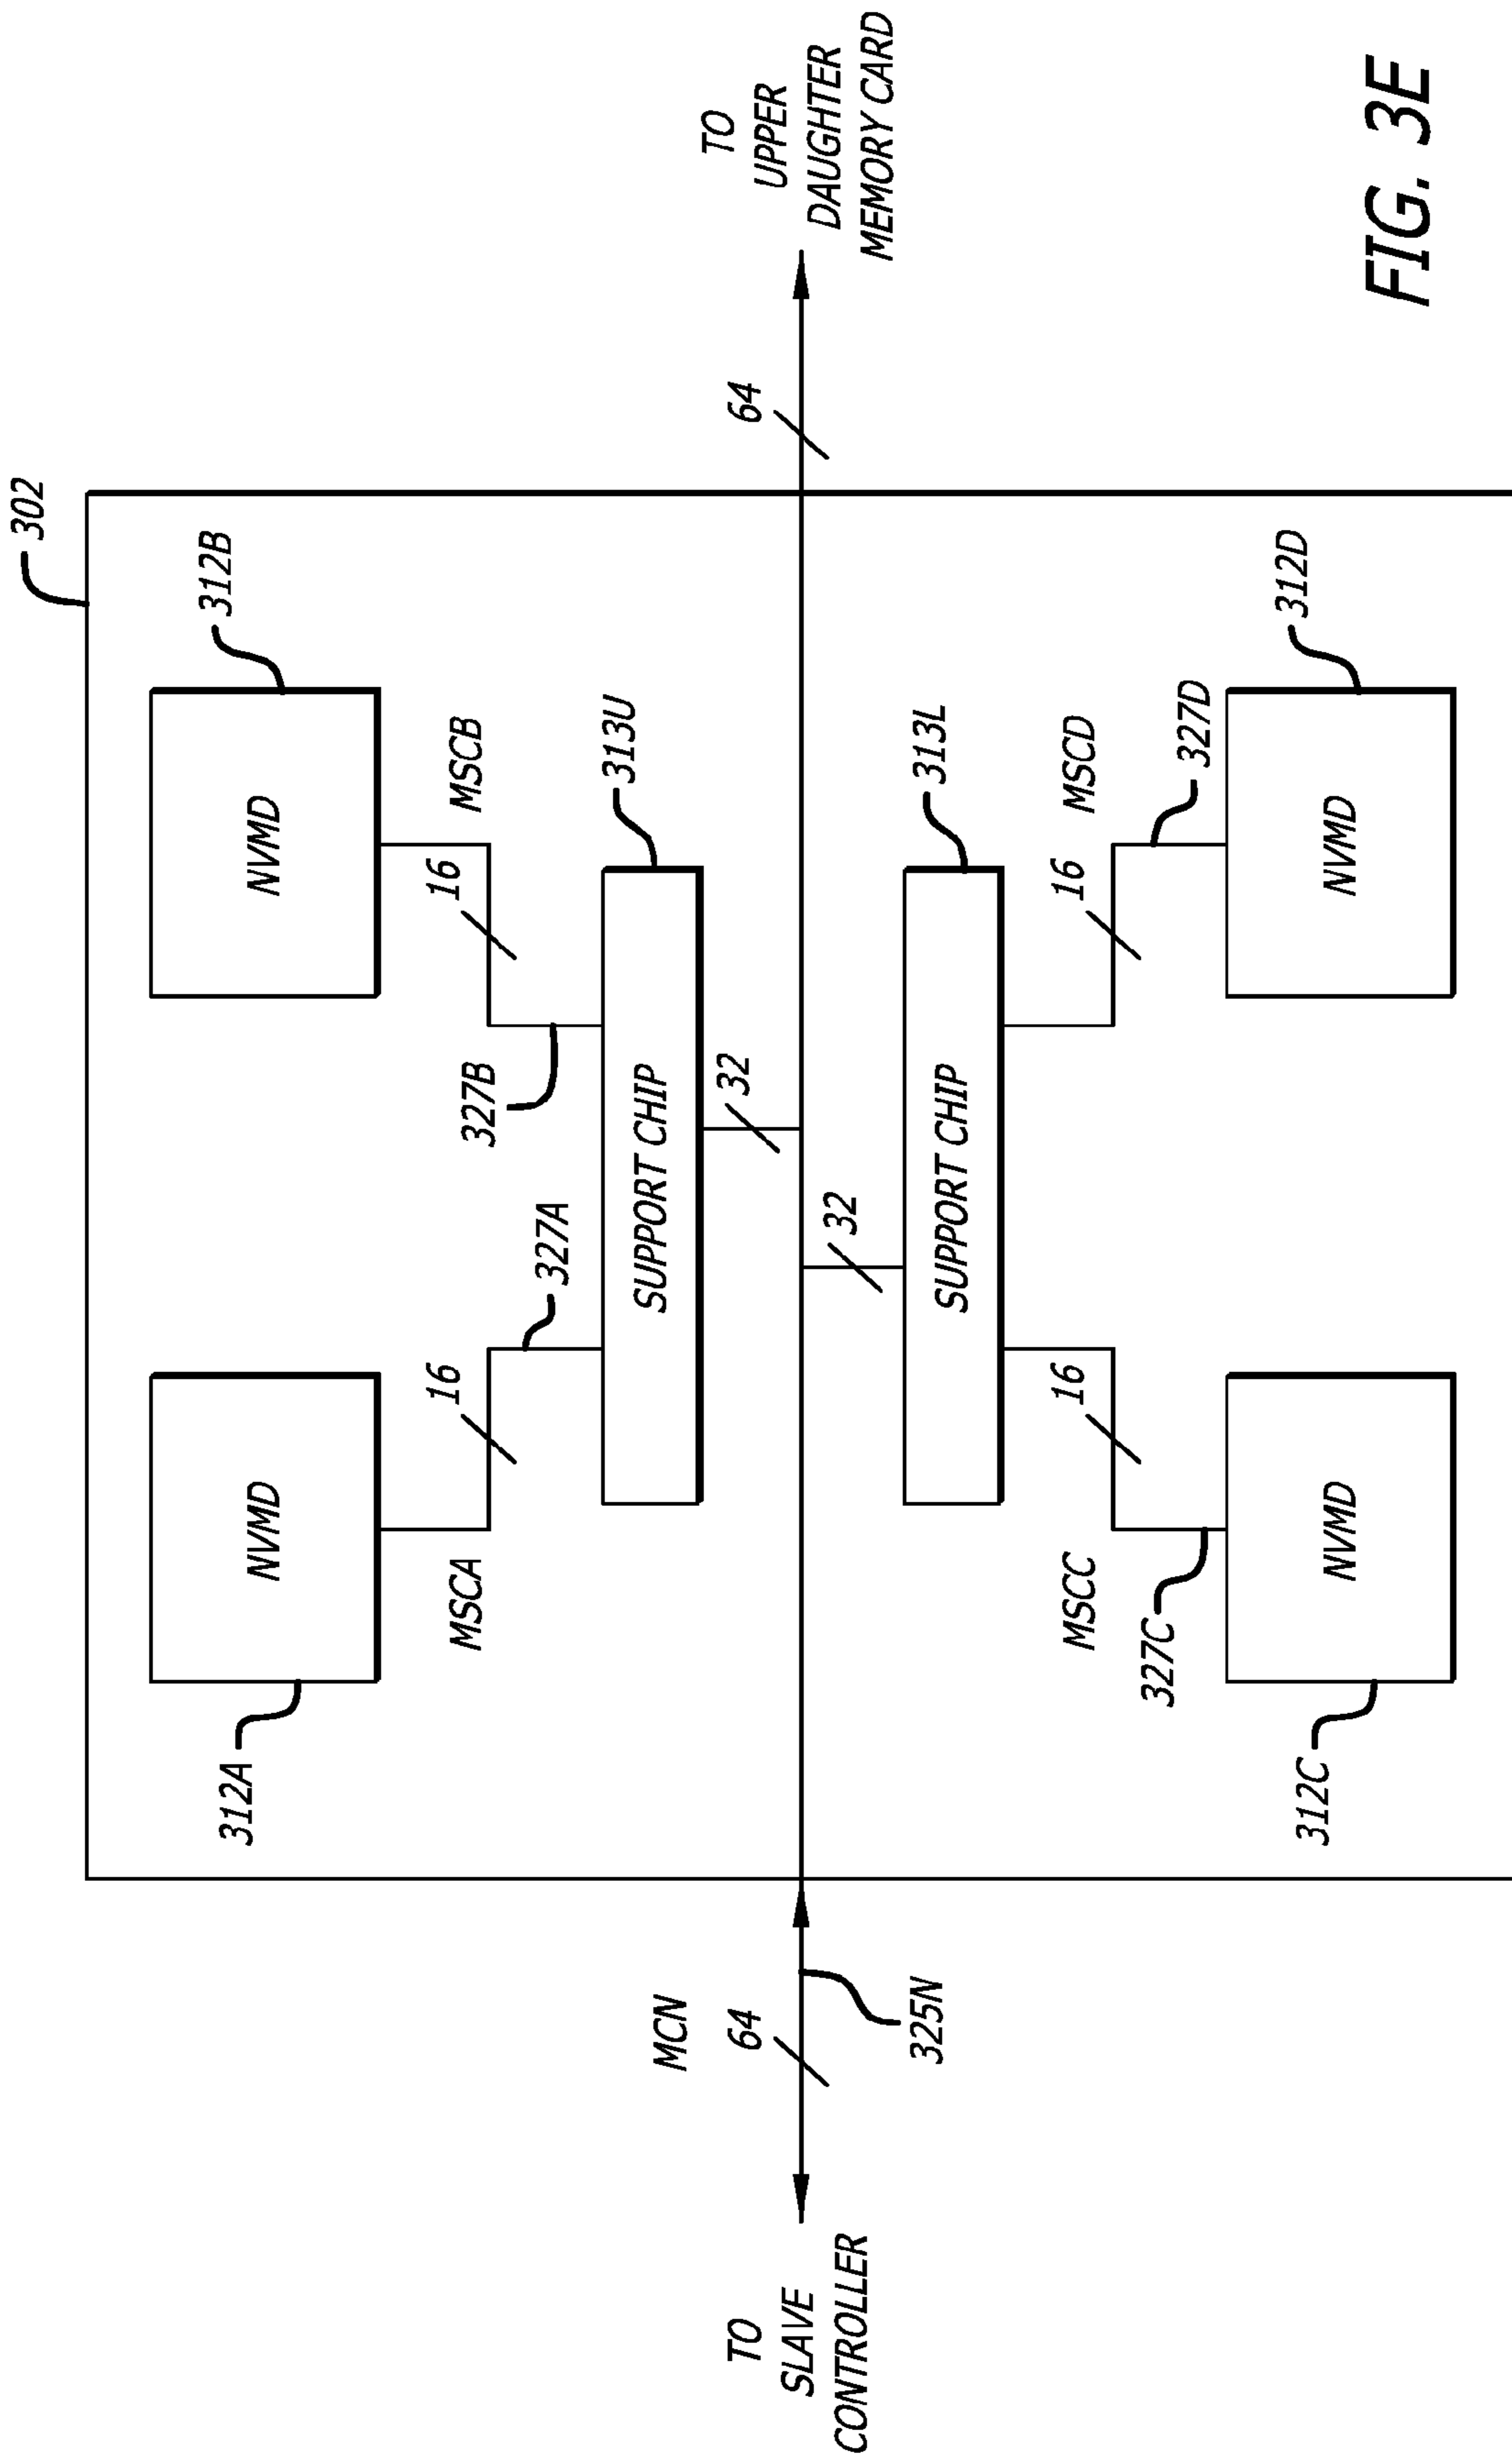 302
312A
NVMD
NVMD
312B
MSCA
16
327A
327B
16
MSCB
SUPPORT CHIP
313U
MCN
32
TO
SLAVE
CONTROLLER
64
325N
64
TO
UPPER
DAUGHTER
MEMORY CARD
32
SUPPORT CHIP
313L
MSCC
16
16
MSCD
327C
327D
312C
NVMD
NVMD
312D
FIG. 3E